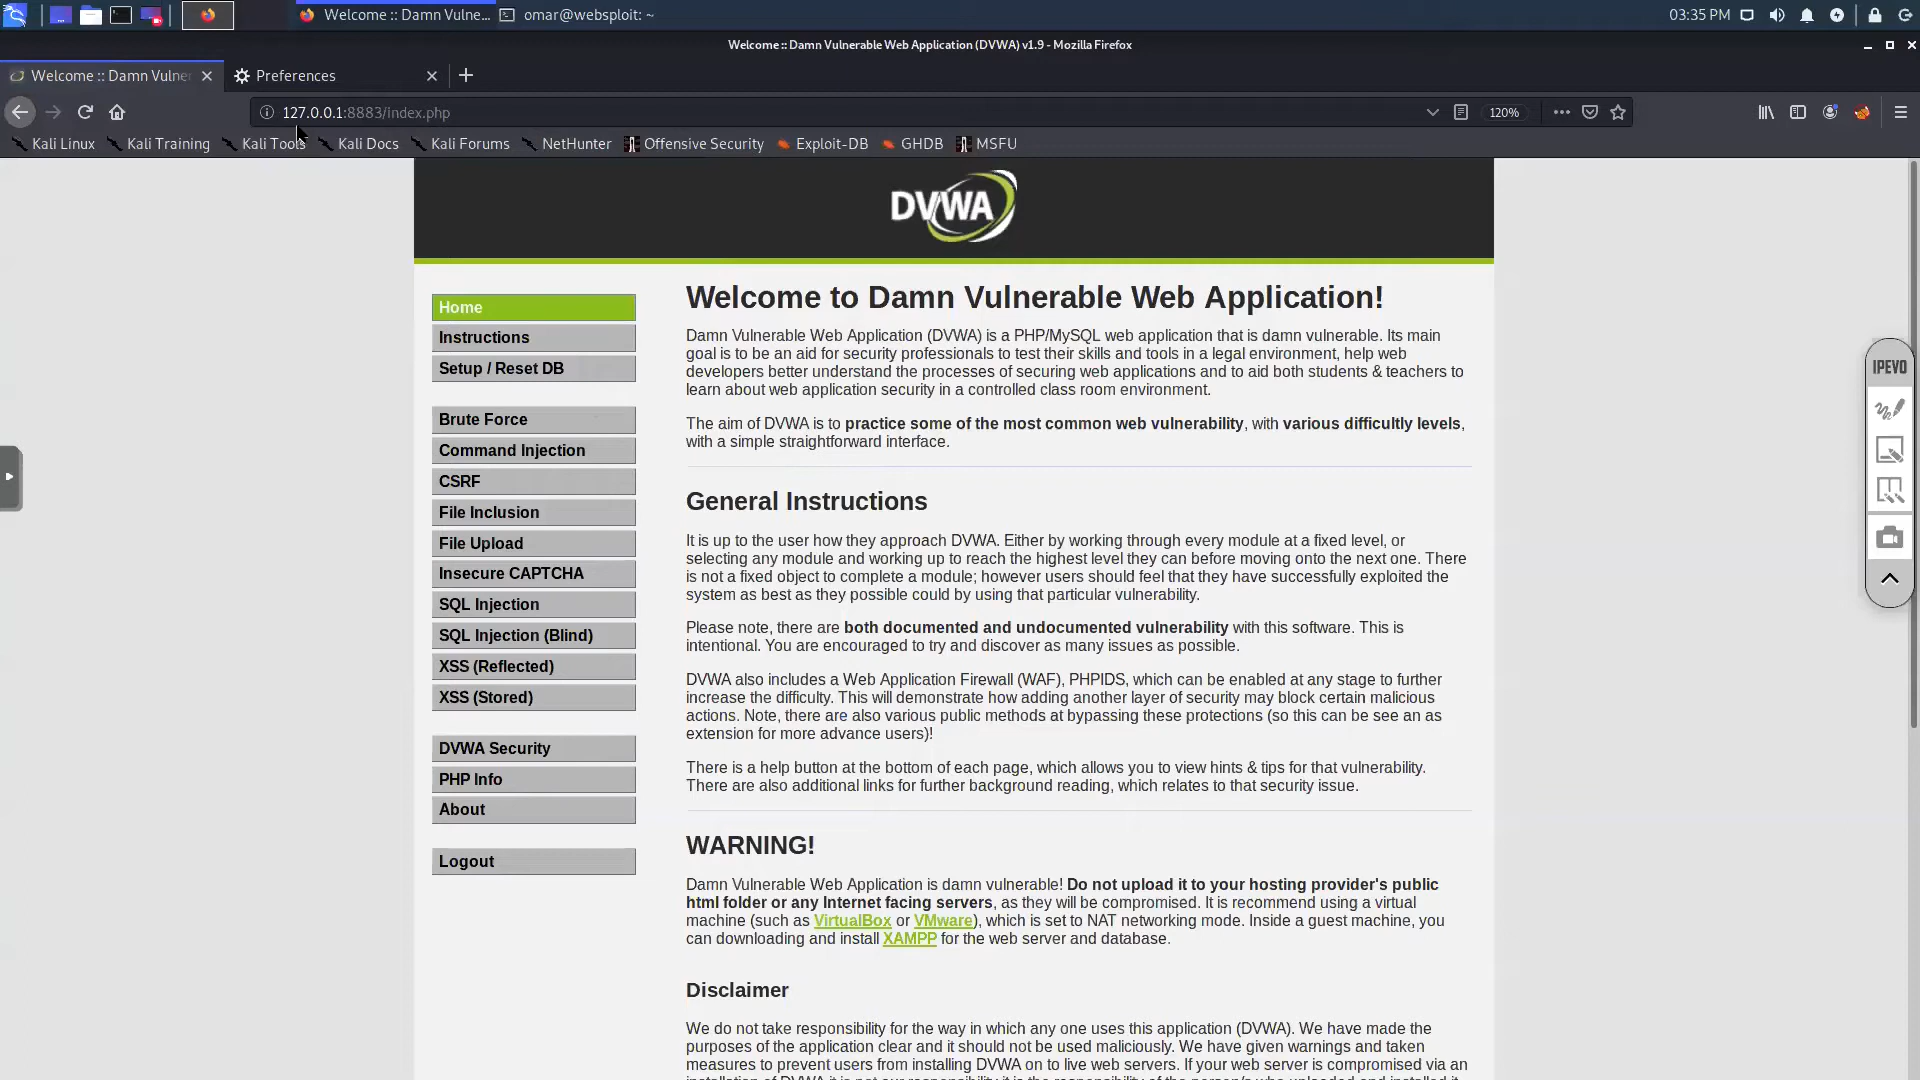 Welcome :: Damn Vulne...
omar@websploit: ~
03:35 PM
Welcome :: Damn Vulnerable Web Application (DVWA) v1.9 - Mozilla Firefox
Welcome :: Damn Vulner
Preferences
127.0.0.1:8883/index.php
120%
Kali Linux
Kali Training
Kali Tools
Kali Docs
Kali Forums
NetHunter
Offensive Security
Exploit-DB
GHDB
MSFU
DVWA
Home
Instructions
Setup / Reset DB
Brute Force
Command Injection
CSRF
File Inclusion
File Upload
Insecure CAPTCHA
SQL Injection
SQL Injection (Blind)
XSS (Reflected)
XSS (Stored)
DVWA Security
PHP Info
About
Logout
Welcome to Damn Vulnerable Web Application!
Damn Vulnerable Web Application (DVWA) is a PHP/MySQL web application that is damn vulnerable. Its main
goal is to be an aid for security professionals to test their skills and tools in a legal environment, help web
developers better understand the processes of securing web applications and to aid both students & teachers to
learn about web application security in a controlled class room environment.
The aim of DVWA is to practice some of the most common web vulnerability, with various difficultly levels,
with a simple straightforward interface.
General Instructions
It is up to the user how they approach DVWA. Either by working through every module at a fixed level, or
selecting any module and working up to reach the highest level they can before moving onto the next one. There
is not a fixed object to complete a module; however users should feel that they have successfully exploited the
system as best as they possible could by using that particular vulnerability.
Please note, there are both documented and undocumented vulnerability with this software. This is
intentional. You are encouraged to try and discover as many issues as possible.
DVWA also includes a Web Application Firewall (WAF), PHPIDS, which can be enabled at any stage to further
increase the difficulty. This will demonstrate how adding another layer of security may block certain malicious
actions. Note, there are also various public methods at bypassing these protections (so this can be see an as
extension for more advance users)!
There is a help button at the bottom of each page, which allows you to view hints & tips for that vulnerability.
There are also additional links for further background reading, which relates to that security issue.
WARNING!
Damn Vulnerable Web Application is damn vulnerable! Do not upload it to your hosting provider's public
html folder or any Internet facing servers, as they will be compromised. It is recommend using a virtual
machine (such as VirtualBox or VMware), which is set to NAT networking mode. Inside a guest machine, you
can downloading and install XAMPP for the web server and database.
Disclaimer
We do not take responsibility for the way in which any one uses this application (DVWA). We have made the
purposes of the application clear and it should not be used maliciously. We have given warnings and taken
measures to prevent users from installing DVWA on to live web servers. If your web server is compromised via an
IPEVO